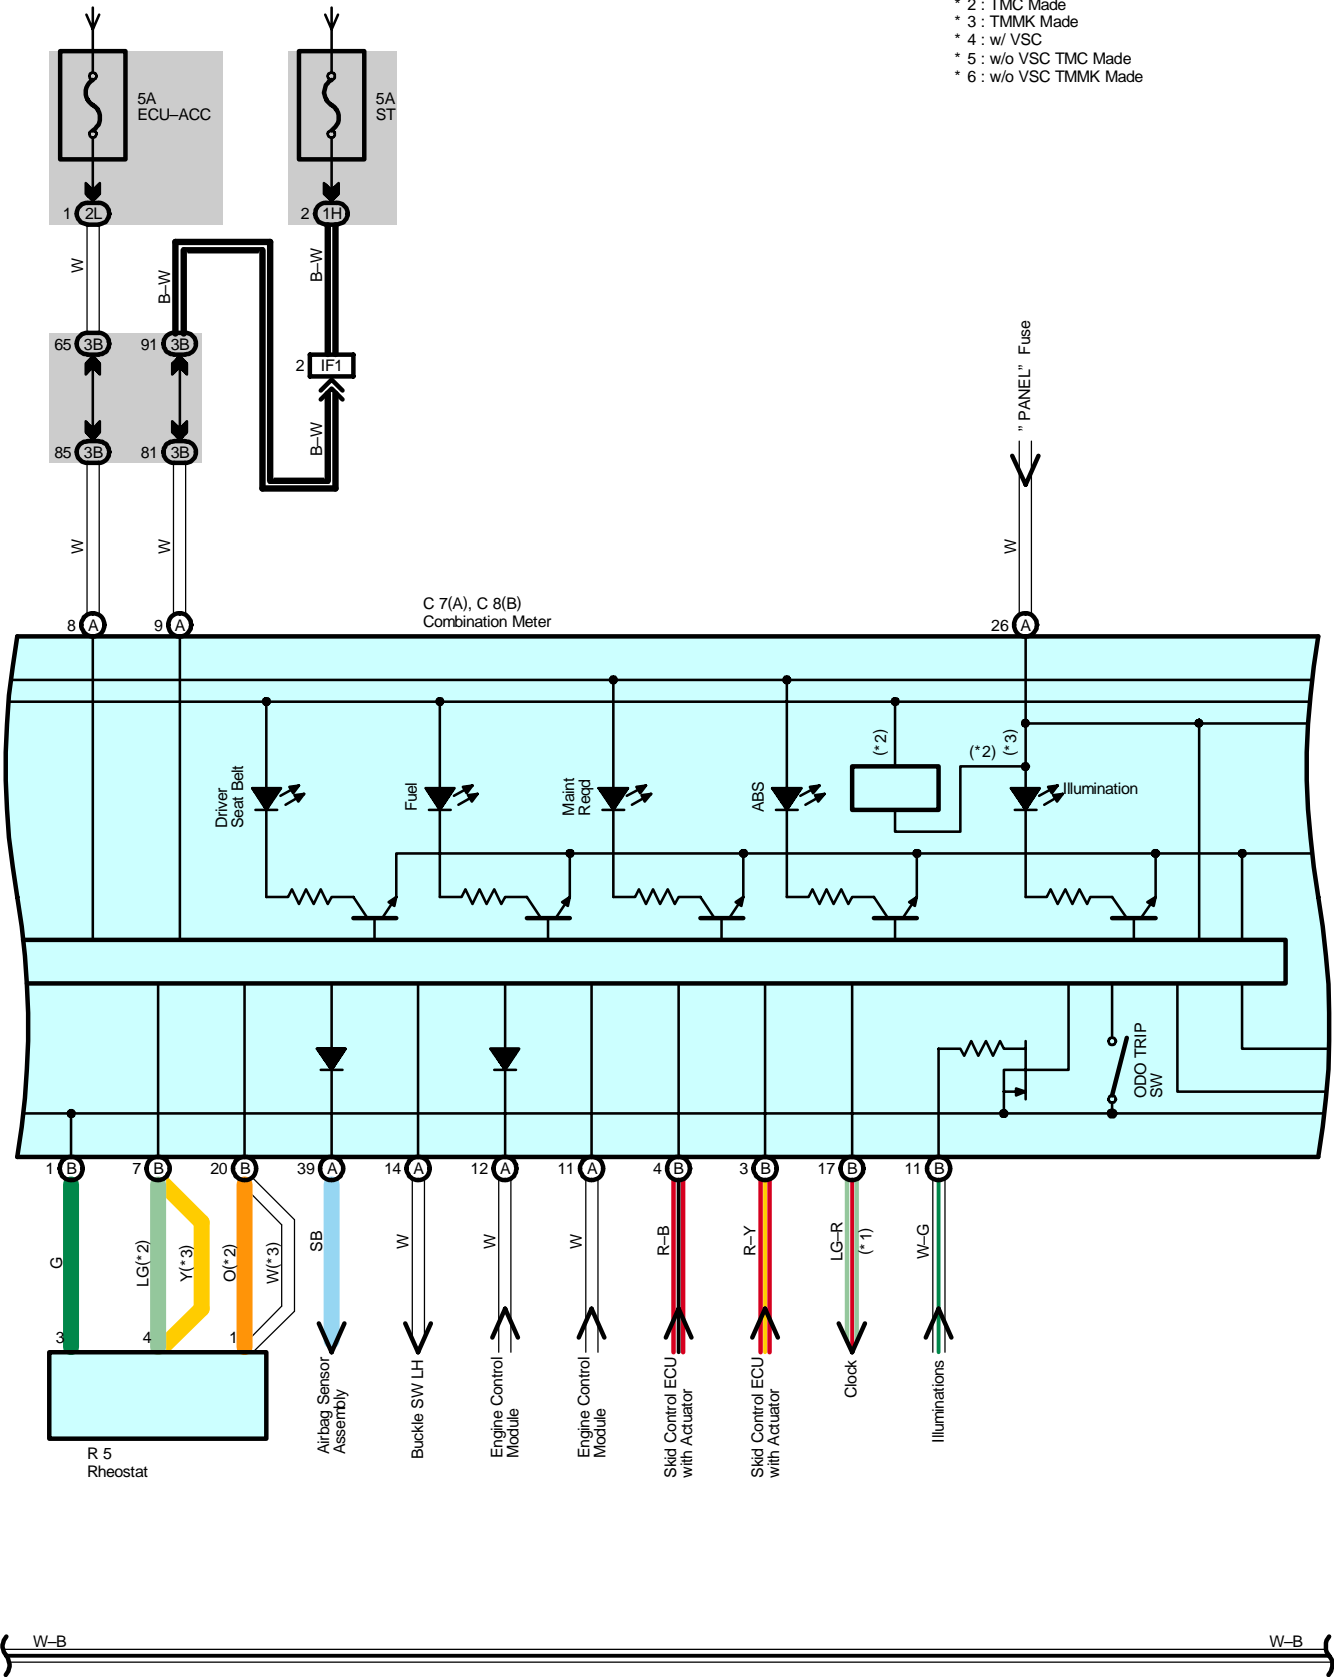 * 2 : TMC Made
* 3 : TMMK Made
* 4 : w/ VSC
* 5 : w/o VSC TMC Made
* 6 : w/o VSC TMMK Made
5A
ECU–ACC
5A
ST
1 2L
2 1H
W
B–W
B–W
65 3B
91 3B
2 IF1
B–W
85 3B
81 3B
" PANEL" Fuse
W
W
W
C 7(A), C 8(B)
Combination Meter
8 A
9 A
26 A
(*2)
(*2)
(*3)
Driver
Seat Belt
Fuel
Maint
Reqd
ABS
Illumination
ODO TRIP
SW
1 B
7 B
20 B
39 A
14 A
12 A
11 A
4 B
3 B
17 B
11 B
G
LG(*2)
Y(*3)
O(*2)
W(*3)
SB
W
W
W
R–B
R–Y
LG–R
(*1)
W–G
3
4
1
Airbag Sensor
Assembly
Buckle SW LH
Engine Control
Module
Engine Control
Module
Skid Control ECU
with Actuator
Skid Control ECU
with Actuator
Clock
Illuminations
R 5
Rheostat
W–B
W–B